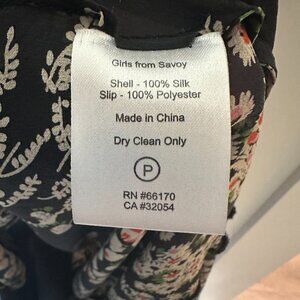 Girls from Savoy
Shell - 100% Silk
Slip - 100% Polyester
Made in China
Dry Clean Only
P
RN #66170
CA #32054